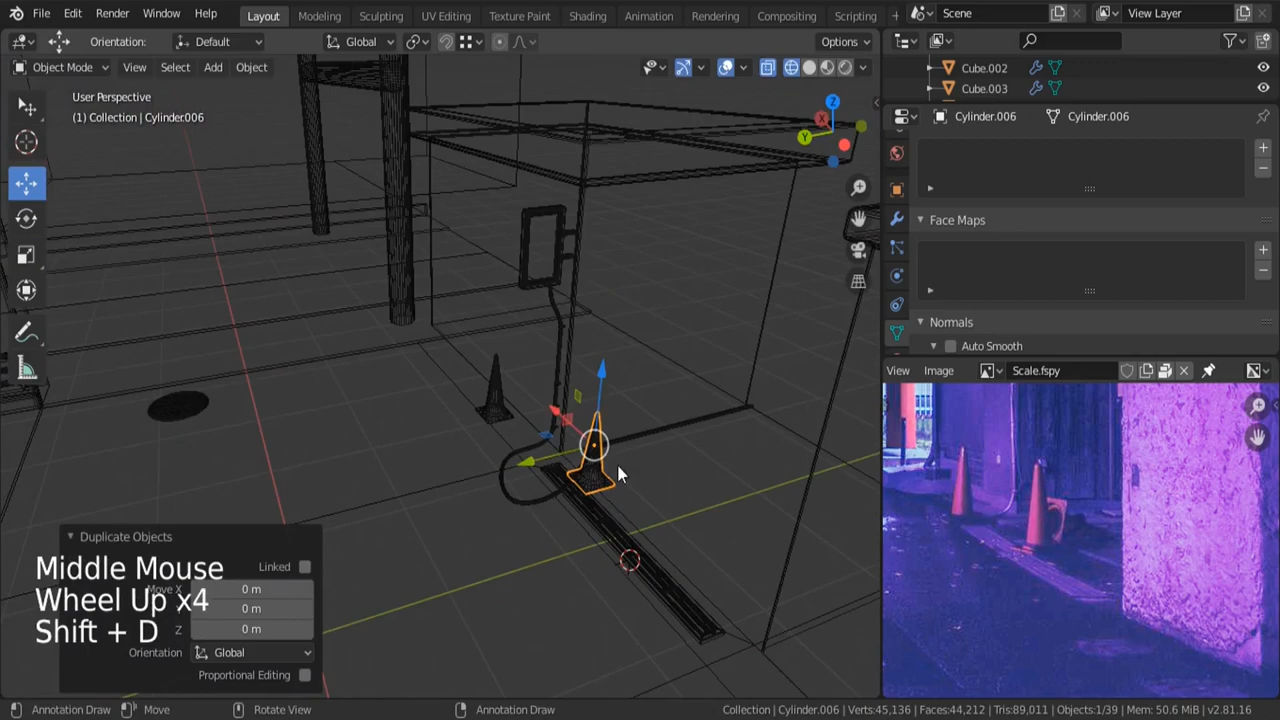 File Edit Render Window Help Layout Modeling Sculpting UV Editing Texture Paint Shading Animation Rendering Compositing Scripting + Scene View Layer
Orientation: Default Global Options
Object Mode View Select Add Object
User Perspective
(1) Collection | Cylinder.006
Z
X
Y
Cube.002
Cube.003
Cylinder.006 Cylinder.006
Face Maps
Normals
Auto Smooth
View Image Scale.fspy
Duplicate Objects
Linked
Move X 0 m
0 m
Z 0 m
Orientation Global
Proportional Editing
Middle Mouse
Wheel Up x4
Shift + D
Annotation Draw Move Rotate View Annotation Draw Collection | Cylinder.006 | Verts:45,136 | Faces:44,212 | Tris:89,011 | Objects:1/39 | Mem: 50.6 MiB | v2.81.16